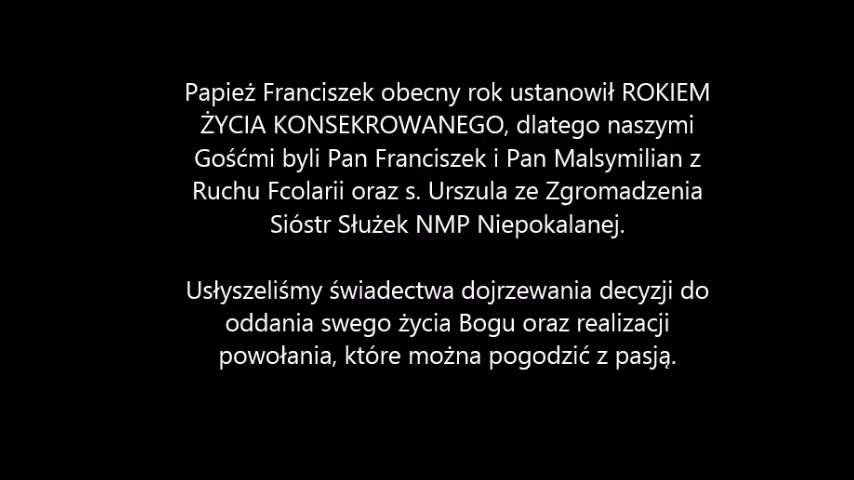 Papież Franciszek obecny rok ustanowił ROKIEM
ŻYCIA KONSEKROWANEGO, dlatego naszymi
Gośćmi byli Pan Franciszek i Pan Malsymilian z
Ruchu Fcolarii oraz s. Urszula ze Zgromadzenia
Sióstr Służek NMP Niepokalanej.
Usłyszeliśmy świadectwa dojrzewania decyzji do
oddania swego życia Bogu oraz realizacji
powołania, które można pogodzić z pasją.